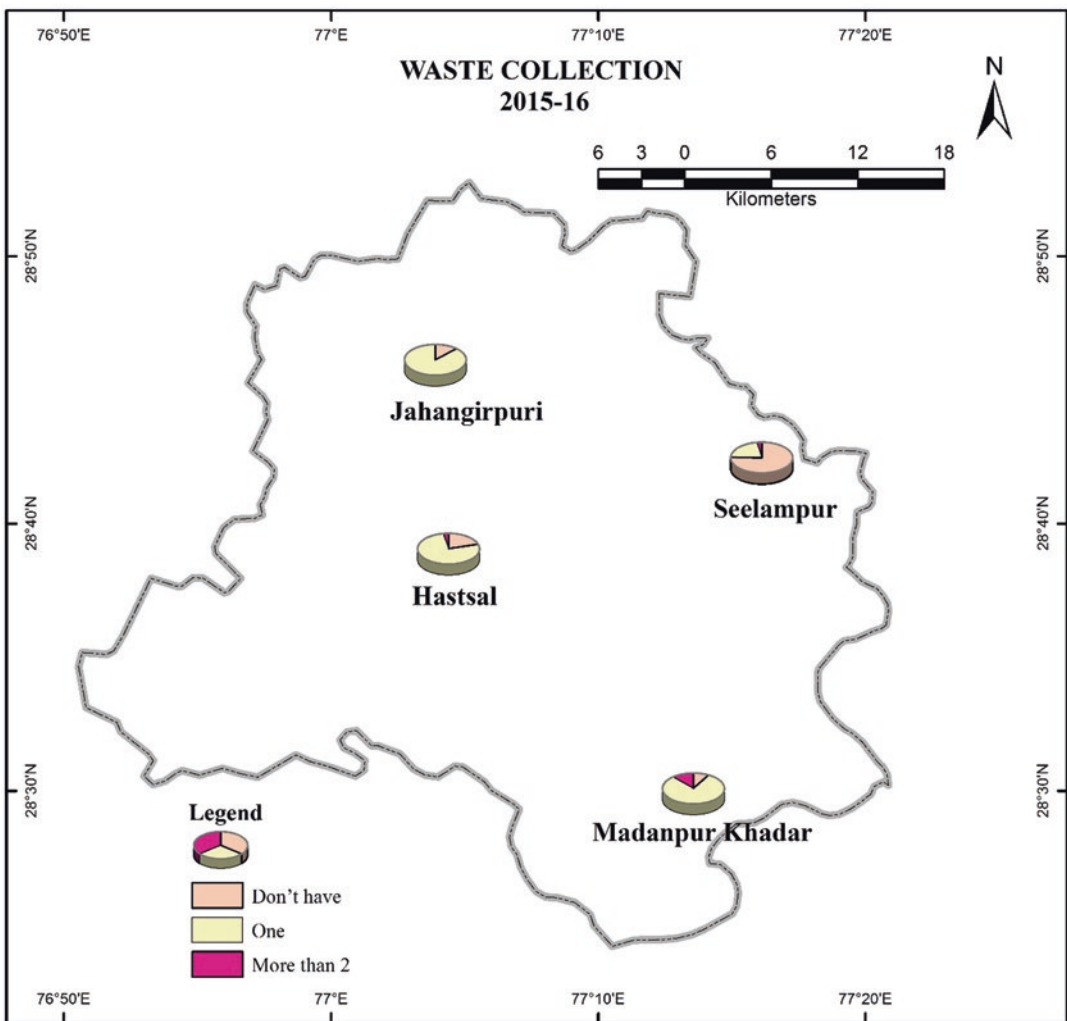 76°50'E 77°E 77°10'E 77°20'E
WASTE COLLECTION
2015-16
N
6 3 0 6 12 18
Kilometers
28°50'N 28°50'N
Jahangirpuri
Seelampur
28°40'N 28°40'N
Hastsal
28°30'N 28°30'N
Madanpur Khadar
Legend
Don't have
One
More than 2
76°50'E 77°E 77°10'E 77°20'E